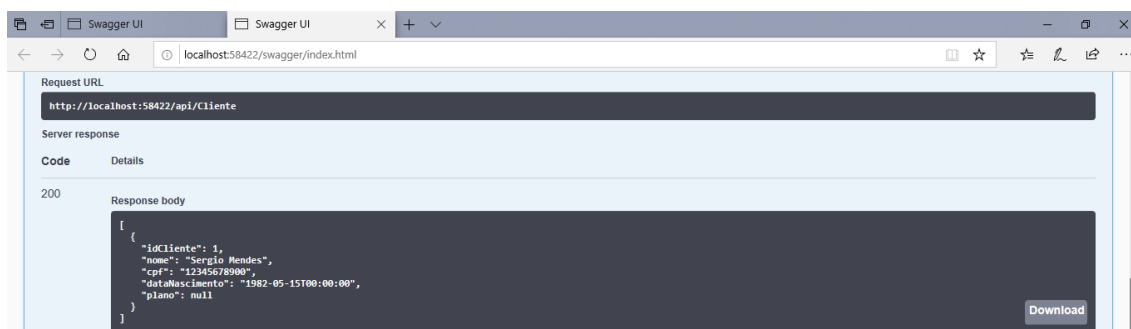 Swagger UI
Swagger UI
localhost:58422/swagger/index.html
Request URL
http://localhost:58422/api/Cliente
Server response
Code Details
200
Response body
[
{
"idCliente": 1,
"nome": "Sergio Mendes",
"cpf": "12345678900",
"dataNascimento": "1982-05-15T00:00:00",
"plano": null
}
]
Download